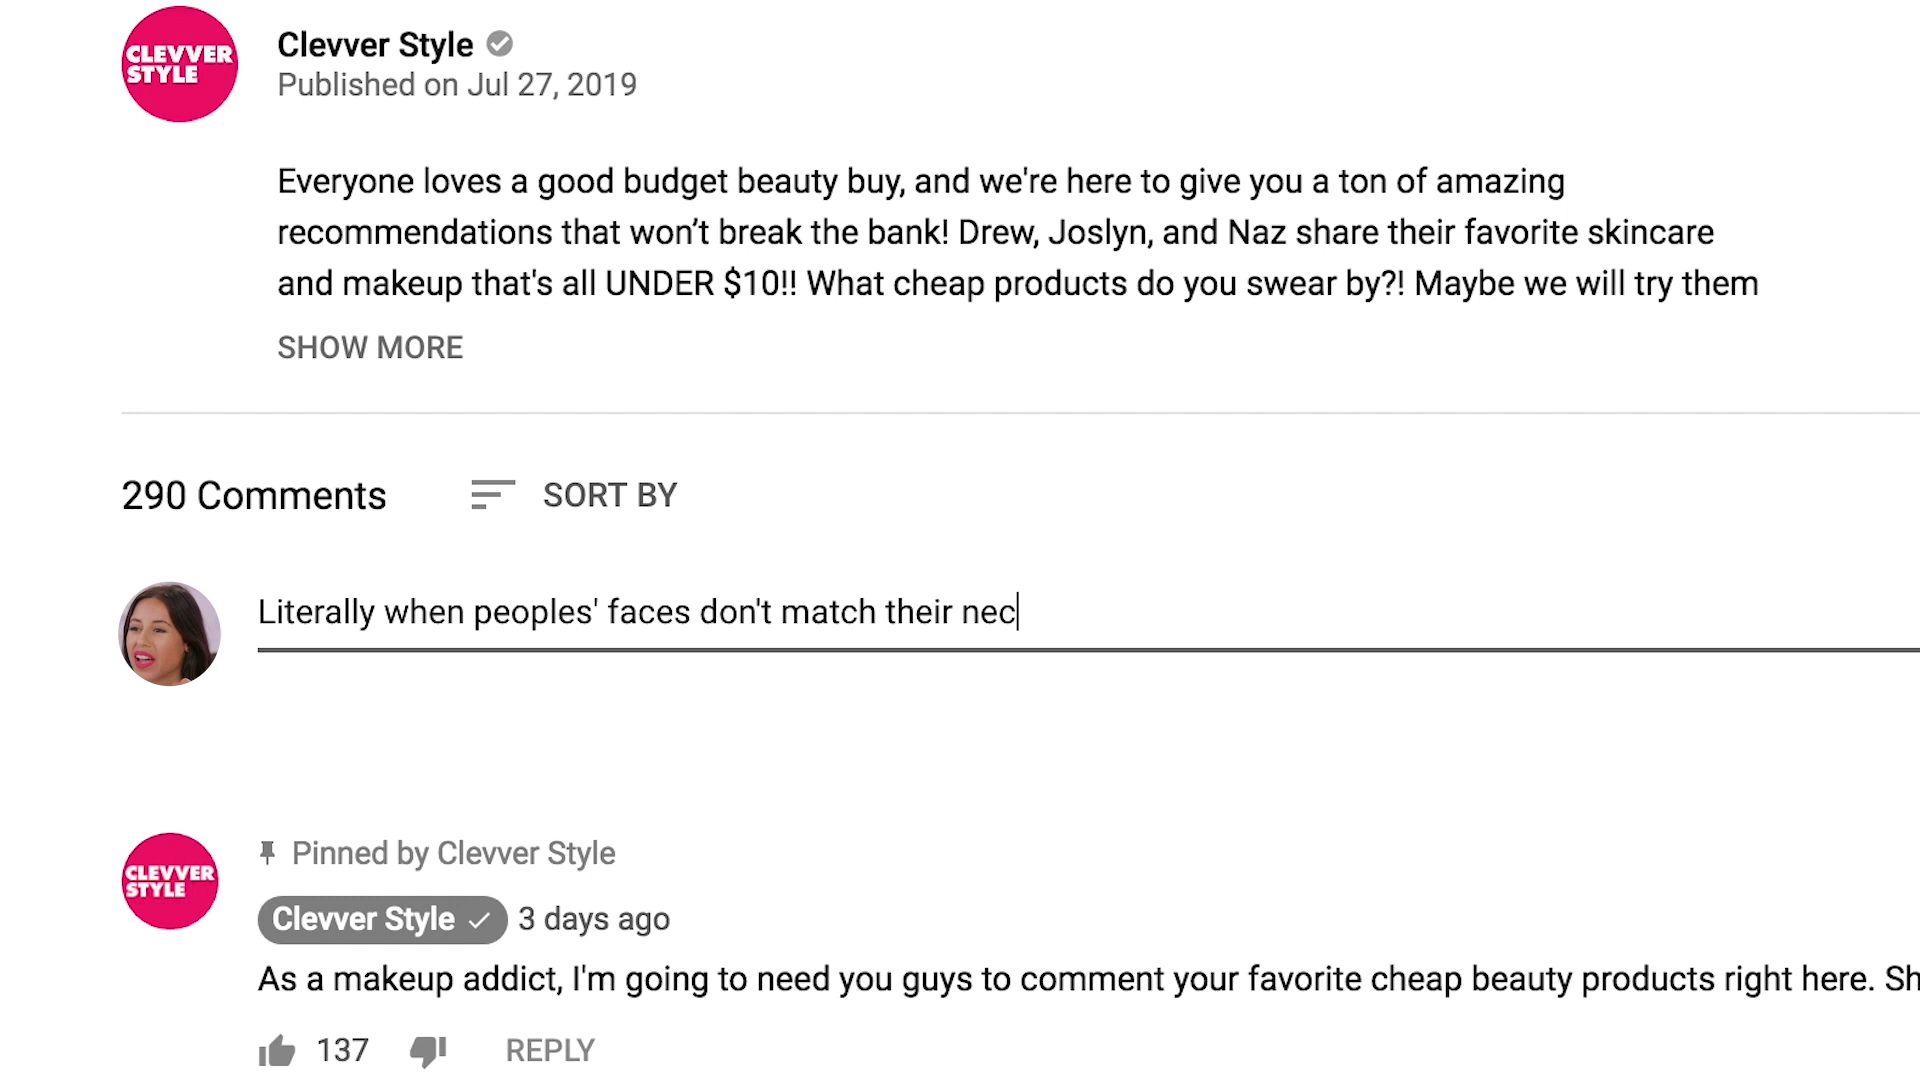 CLEVVER
STYLE
Clevver Style
Published on Jul 27, 2019
Everyone loves a good budget beauty buy, and we're here to give you a ton of amazing
recommendations that won’t break the bank! Drew, Joslyn, and Naz share their favorite skincare
and makeup that's all UNDER $10!! What cheap products do you swear by?! Maybe we will try them
SHOW MORE
290 Comments SORT BY
Literally when peoples' faces don't match their nec
CLEVVER
STYLE
Pinned by Clevver Style
Clevver Style 3 days ago
As a makeup addict, I'm going to need you guys to comment your favorite cheap beauty products right here. Sh
137 REPLY